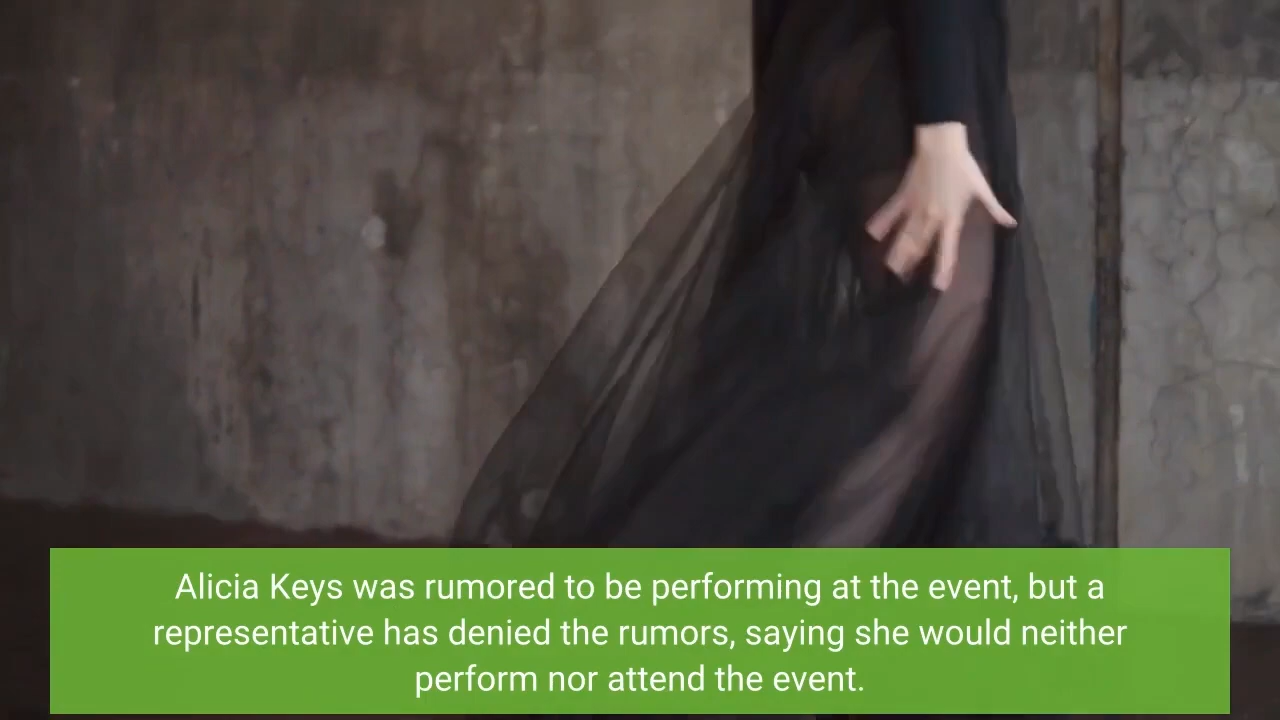 Alicia Keys was rumored to be performing at the event, but a
representative has denied the rumors, saying she would neither
perform nor attend the event.